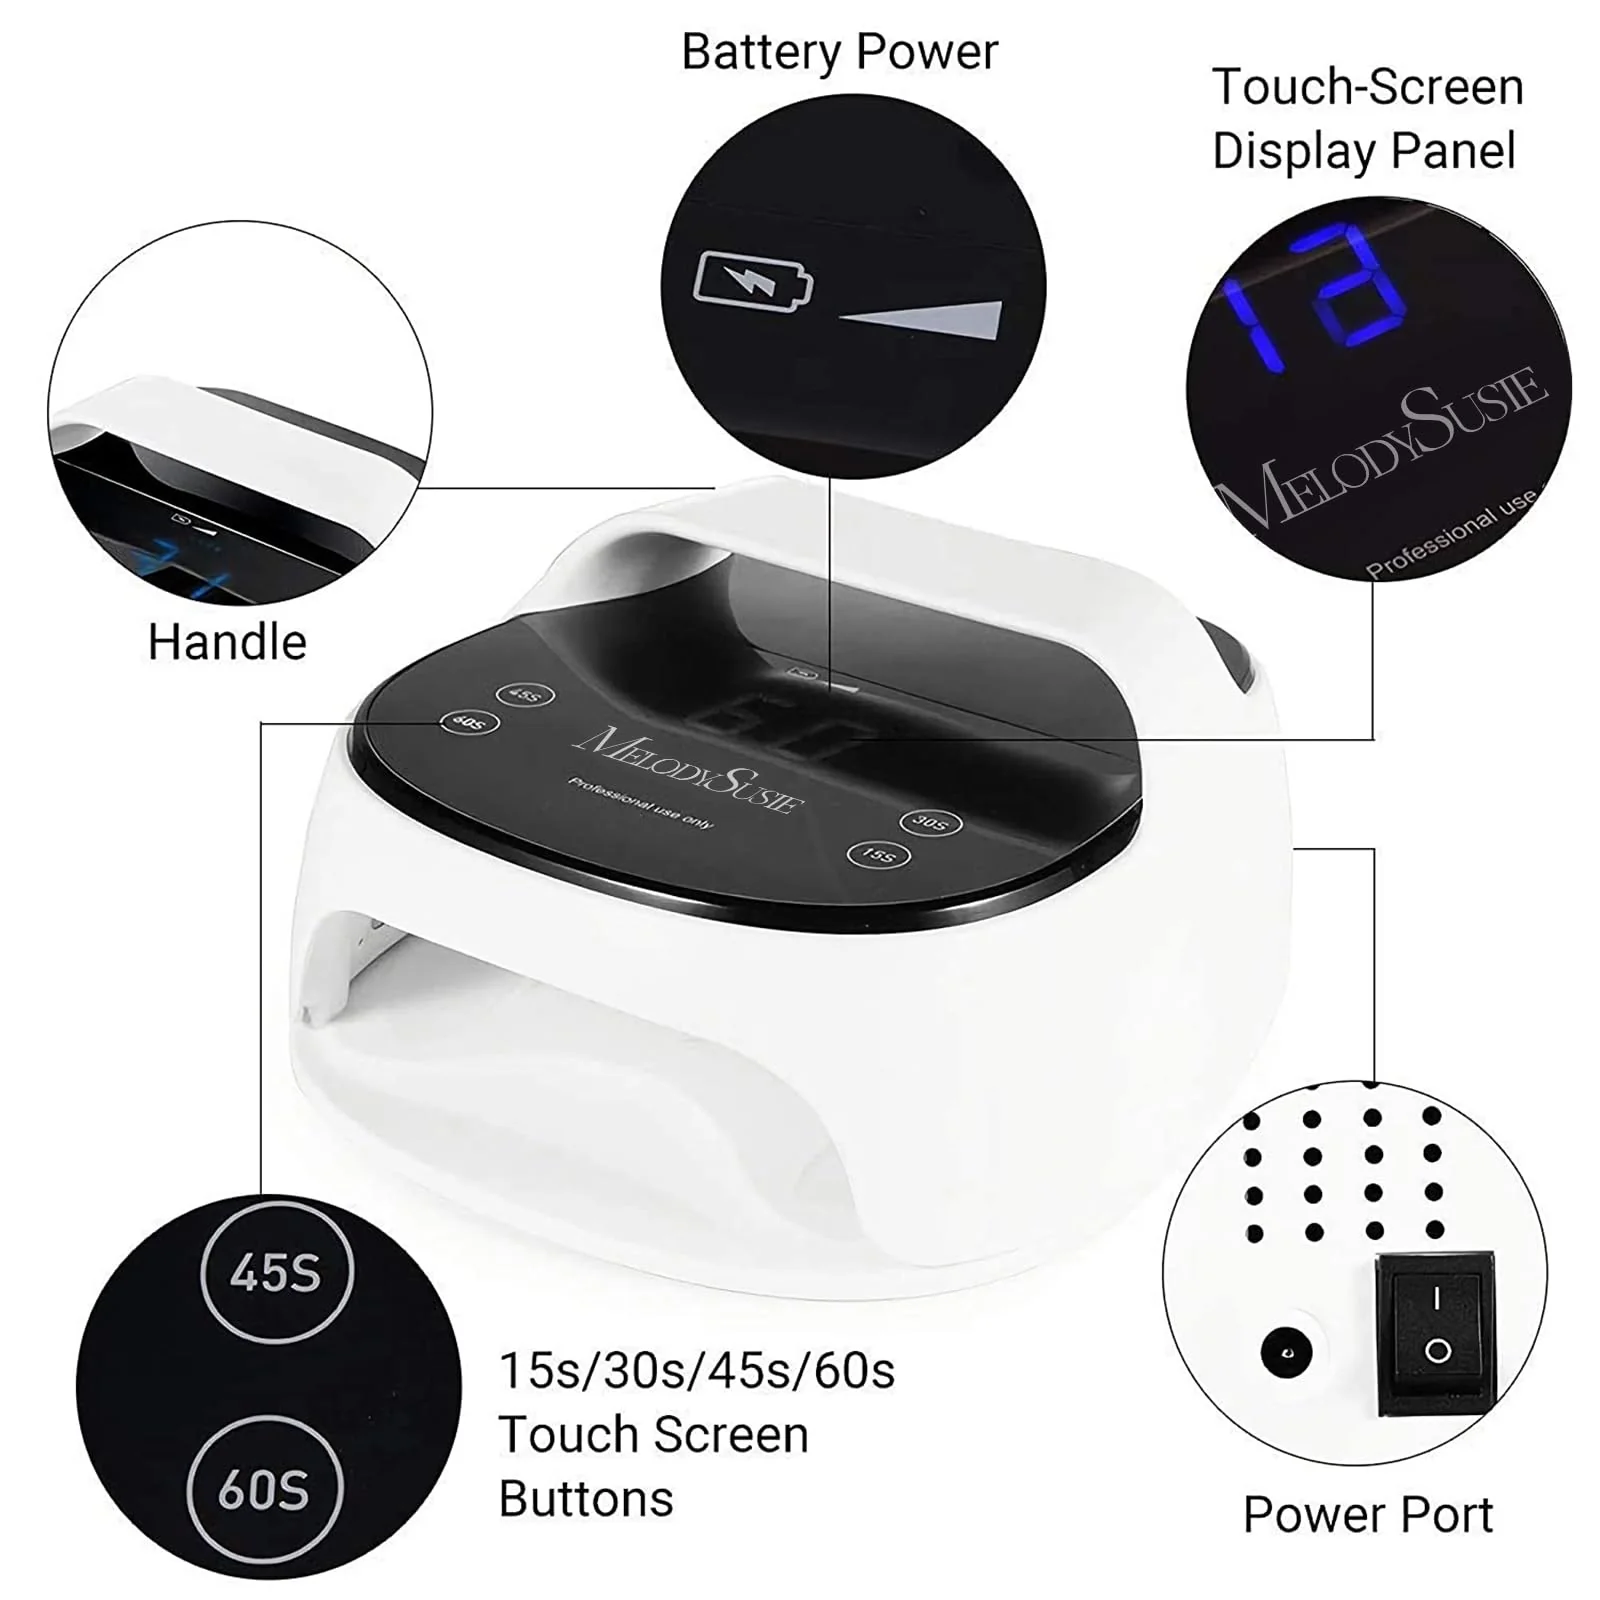 Battery Power
Touch-Screen
Display Panel
12
MELODYSUSIE
Professional use
Handle
45S
60S
60
MELODYSUSIE
Professional use only
30S
15S
45S
60S
15s/30s/45s/60s
Touch Screen
Buttons
Power Port